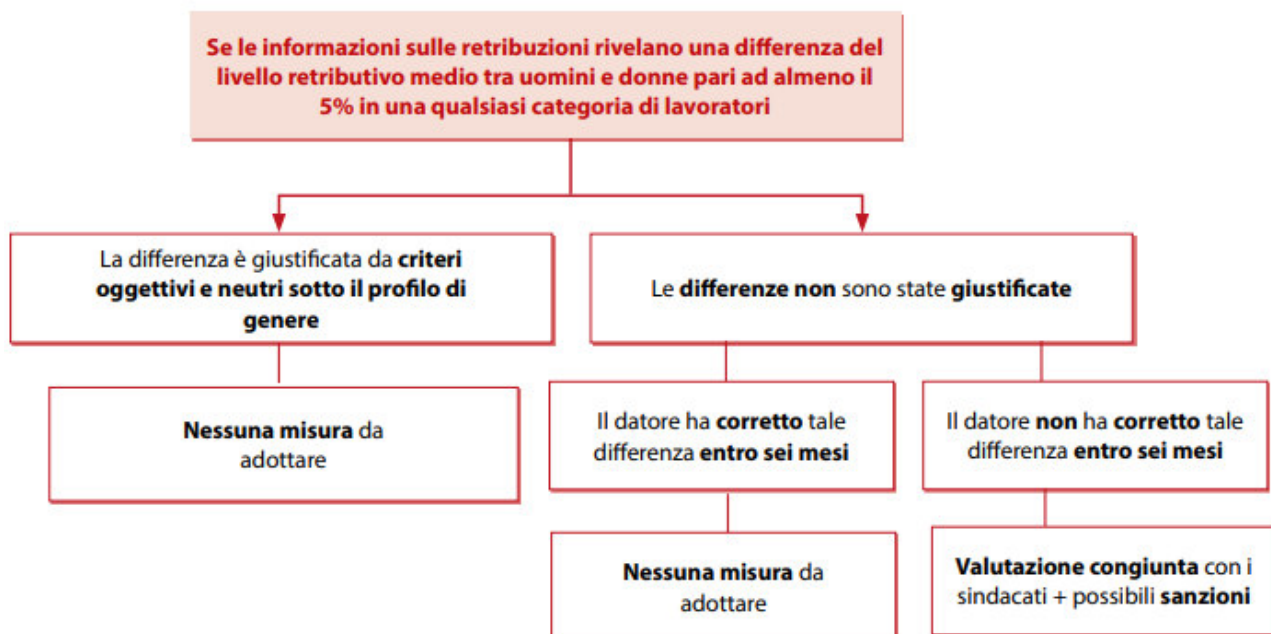 Se le informazioni sulle retribuzioni rivelano una differenza del
livello retributivo medio tra uomini e donne pari ad almeno il
5% in una qualsiasi categoria di lavoratori
La differenza è giustificata da criteri
oggettivi e neutri sotto il profilo di
genere
Le differenze non sono state giustificate
Nessuna misura da
adottare
Il datore ha corretto tale
differenza entro sei mesi
Il datore non ha corretto tale
differenza entro sei mesi
Nessuna misura da
adottare
Valutazione congiunta con i
sindacati + possibili sanzioni